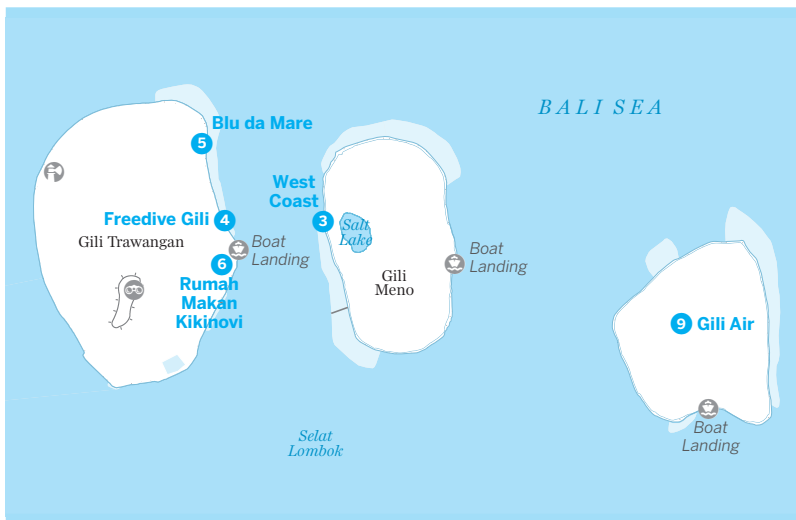 BALI SEA
Blu da Mare
5
West
Coast
3
Freedive Gili
4
Gili Trawangan
Boat
Landing
6
Rumah
Makan
Kikinovi
Salt
Lake
Gili
Meno
Boat
Landing
9
Gili Air
Boat
Landing
Selat
Lombok